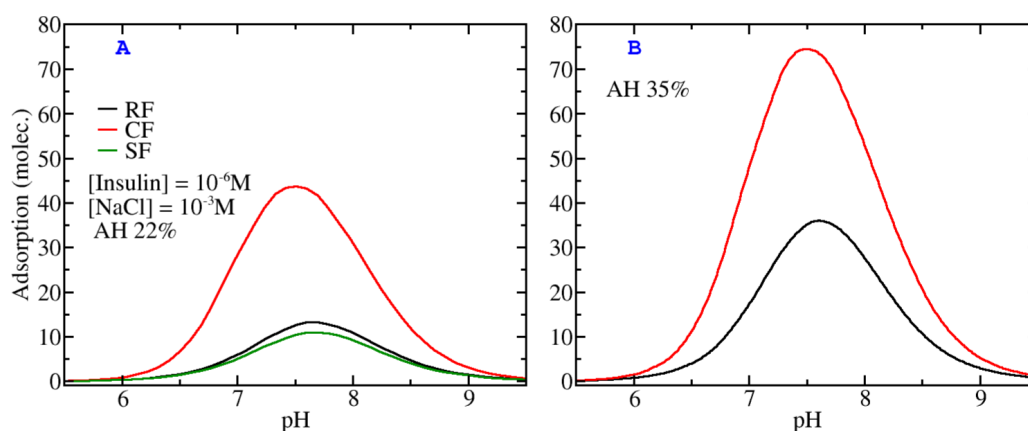 A
RF
CF
SF
[Insulin] = 10⁻⁶M
[NaCl] = 10⁻³M
AH 22%
Adsorption (molec.)
80
70
60
50
40
30
20
10
0
6 7 8 9
pH
B
AH 35%
80
70
60
50
40
30
20
10
0
6 7 8 9
pH